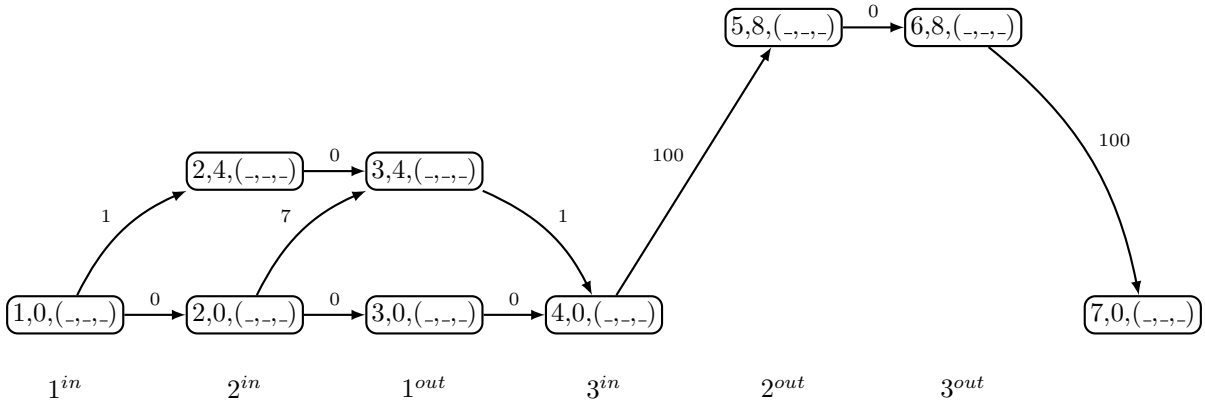 5,8,(_,_,_) 0 6,8,(_,_,_)
100 100
2,4,(_,_,_) 0 3,4,(_,_,_)
1 7 1
1,0,(_,_,_) 0 2,0,(_,_,_) 0 3,0,(_,_,_) 0 4,0,(_,_,_) 7,0,(_,_,_)
1^{in} 2^{in} 1^{out} 3^{in} 2^{out} 3^{out}